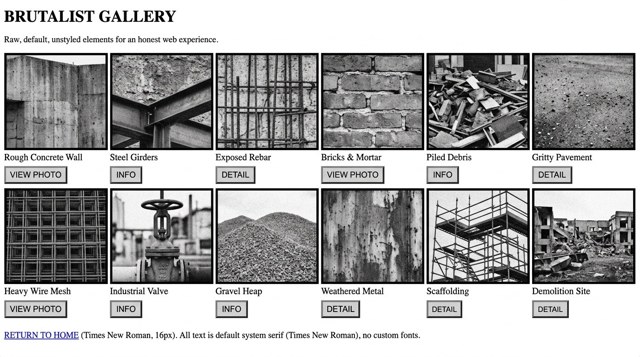 BRUTALIST GALLERY
Raw, default, unstyled elements for an honest web experience.
Rough Concrete Wall
VIEW PHOTO
Steel Girders
INFO
Exposed Rebar
DETAIL
Bricks & Mortar
VIEW PHOTO
Piled Debris
INFO
Gritty Pavement
DETAIL
Heavy Wire Mesh
VIEW PHOTO
Industrial Valve
INFO
Gravel Heap
INFO
Weathered Metal
DETAIL
Scaffolding
DETAIL
Demolition Site
DETAIL
RETURN TO HOME (Times New Roman, 16px). All text is default system serif (Times New Roman), no custom fonts.